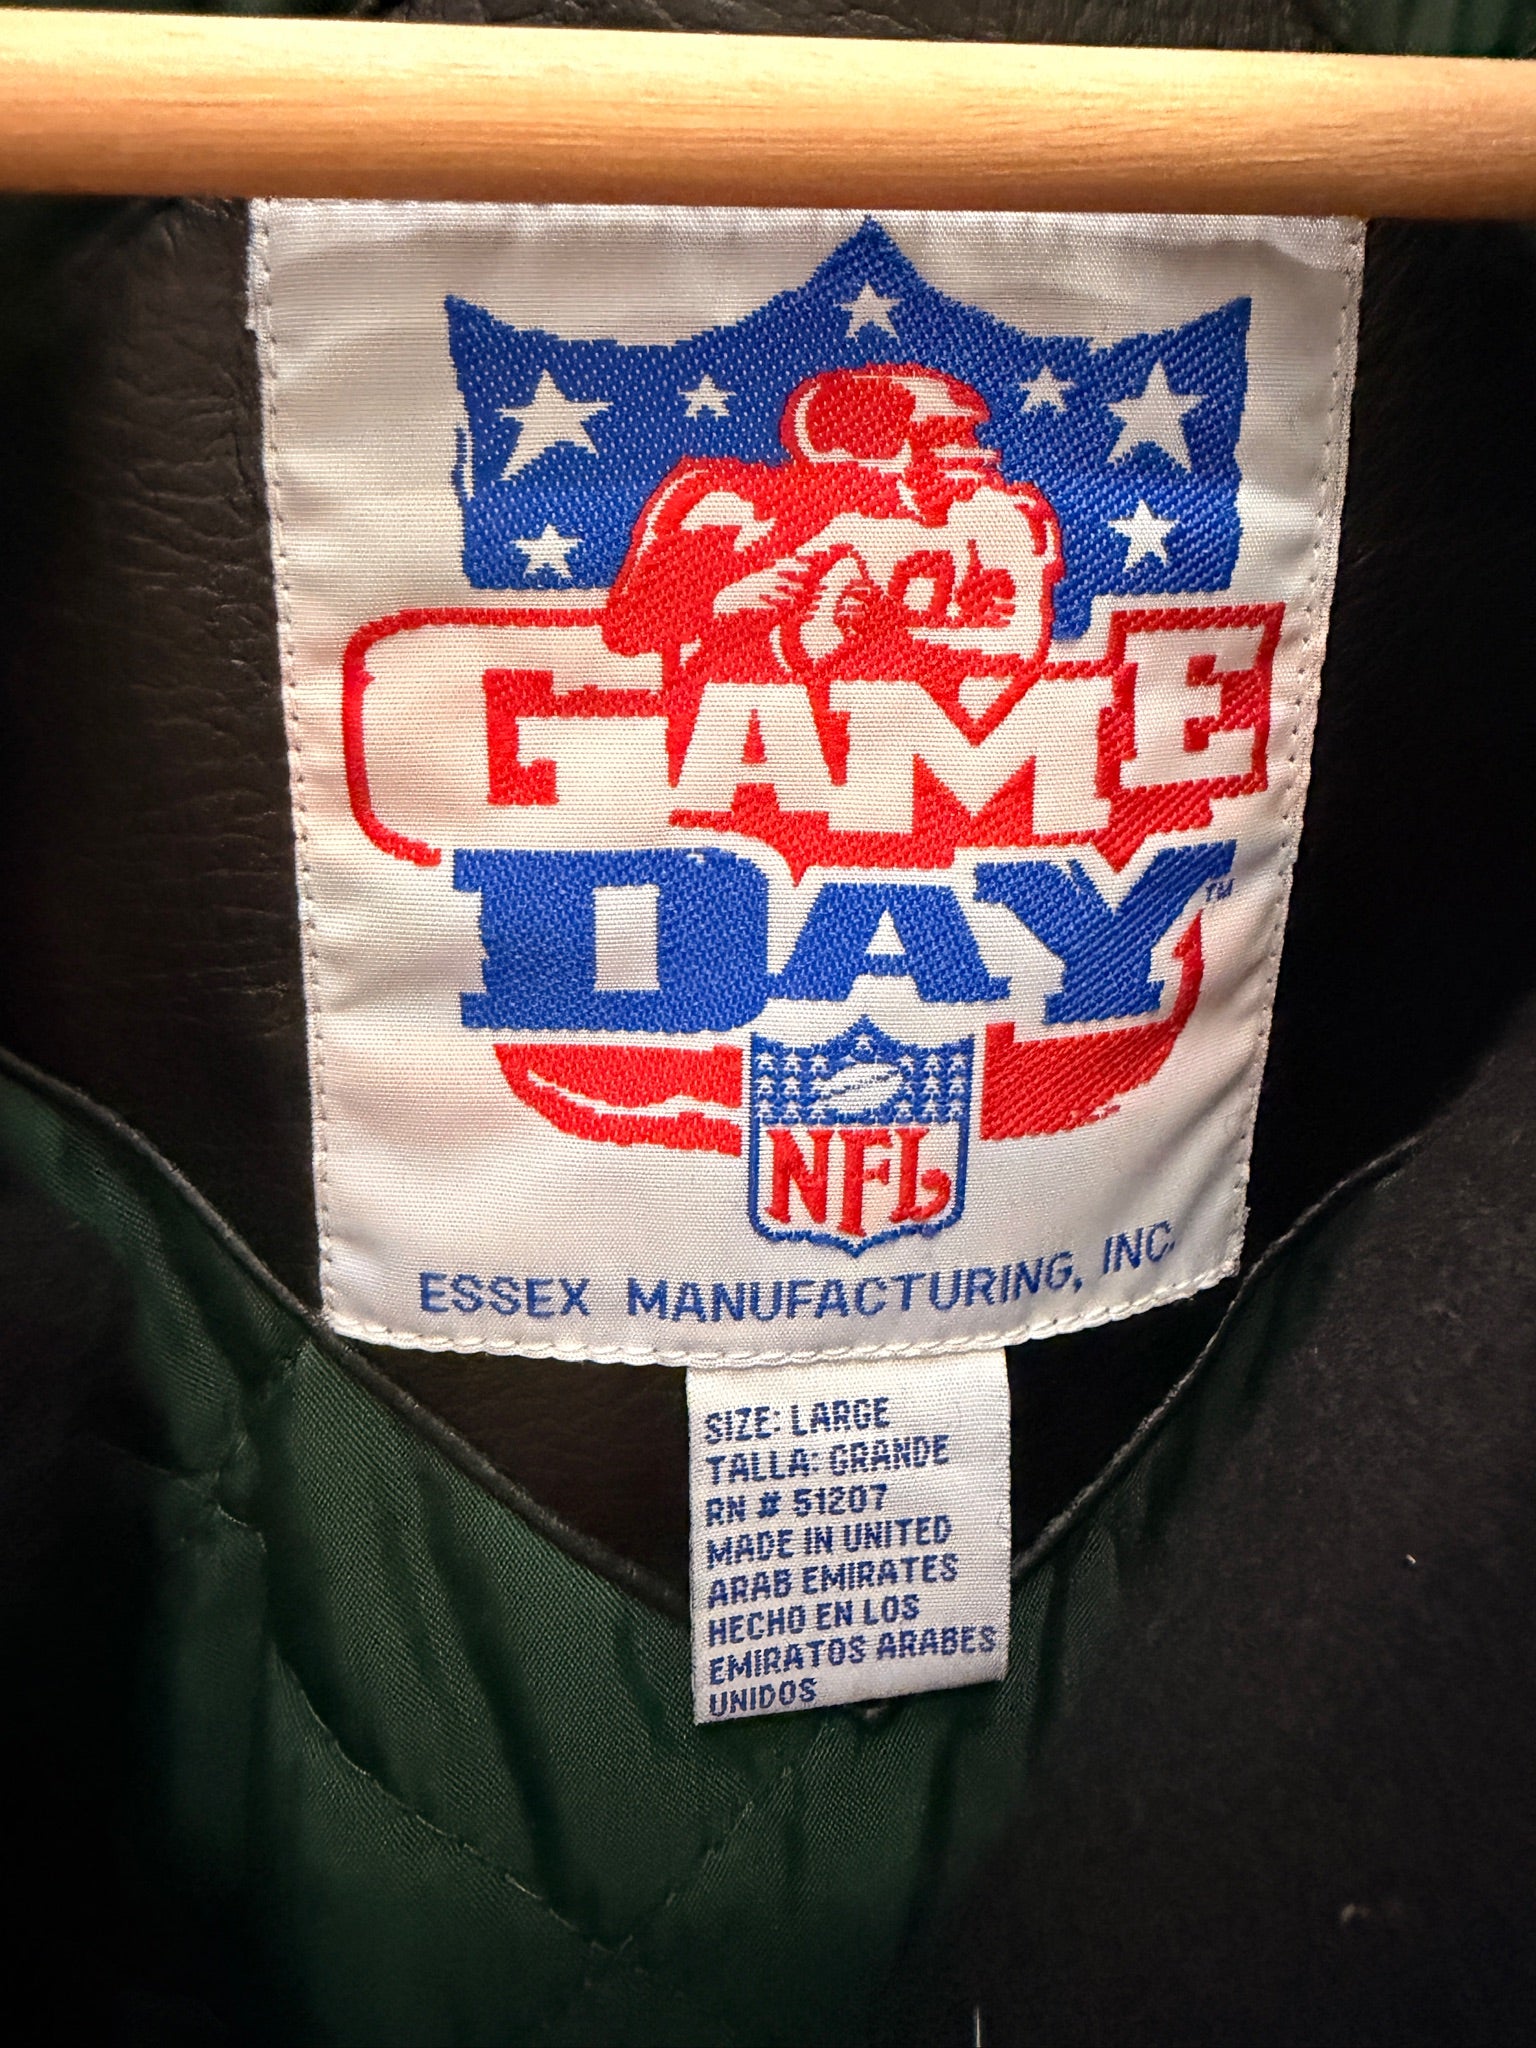 GAME
DAY™
NFL
ESSEX MANUFACTURING, INC.
SIZE: LARGE
TALLA: GRANDE
RN # 51207
MADE IN UNITED
ARAB EMIRATES
HECHO EN LOS
EMIRATOS ARABES
UNIDOS